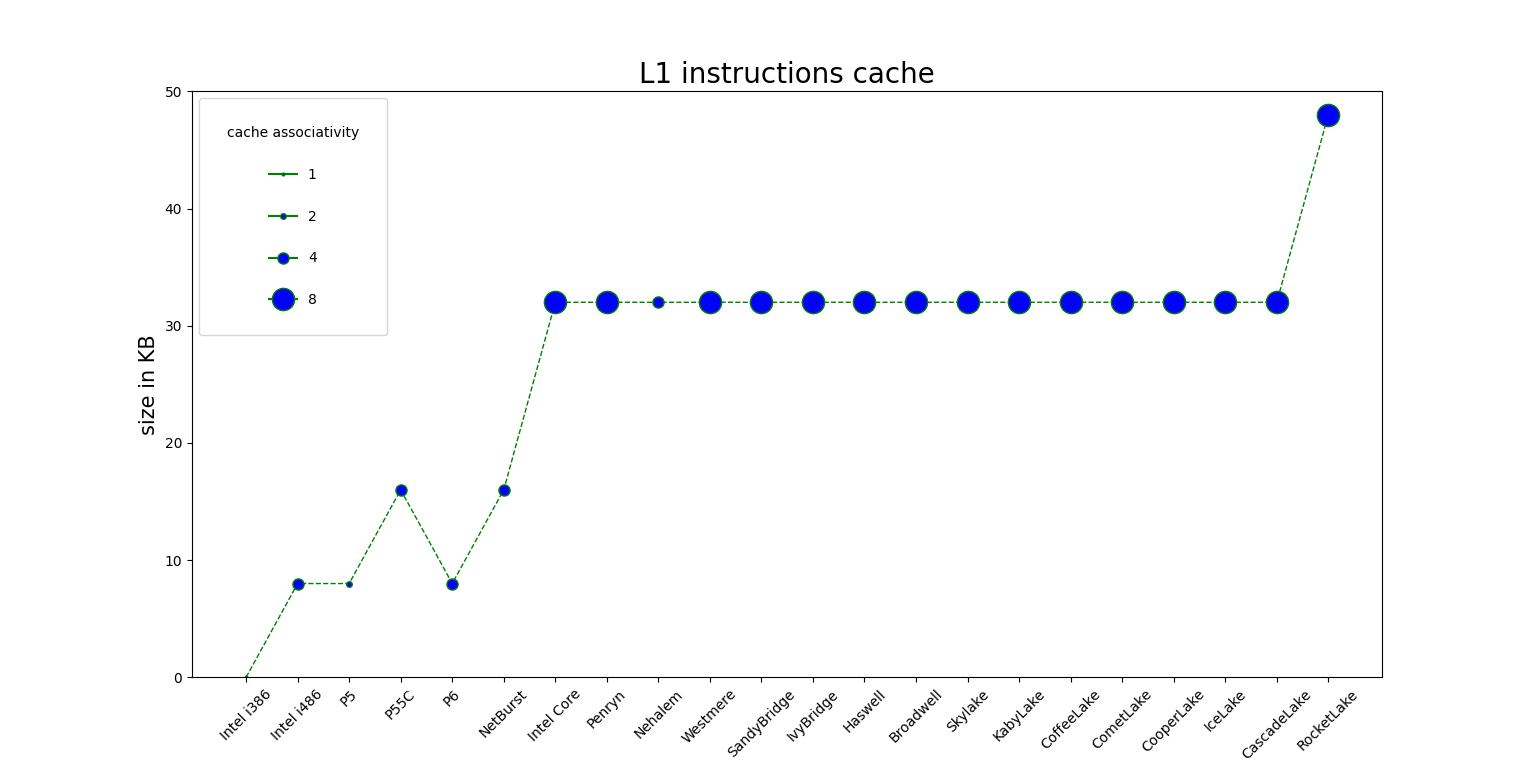 L1 instructions cache
50
40
30
20
10
0
size in KB
cache associativity
1
2
4
8
Intel i386
Intel i486
P5
P55C
P6
NetBurst
Intel Core
Penryn
Nehalem
Westmere
SandyBridge
IvyBridge
Haswell
Broadwell
Skylake
KabyLake
CoffeeLake
CometLake
CooperLake
IceLake
CascadeLake
RocketLake